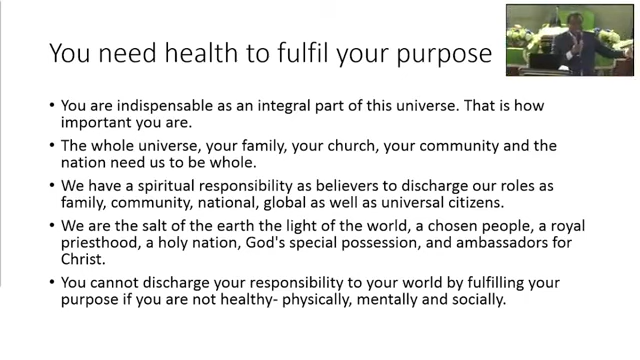 You need health to fulfil your purpose
• You are indispensable as an integral part of this universe. That is how
important you are.
• The whole universe, your family, your church, your community and the
nation need us to be whole.
• We have a spiritual responsibility as believers to discharge our roles as
family, community, national, global as well as universal citizens.
• We are the salt of the earth the light of the world, a chosen people, a royal
priesthood, a holy nation, God's special possession, and ambassadors for
Christ.
• You cannot discharge your responsibility to your world by fulfilling your
purpose if you are not healthy- physically, mentally and socially.